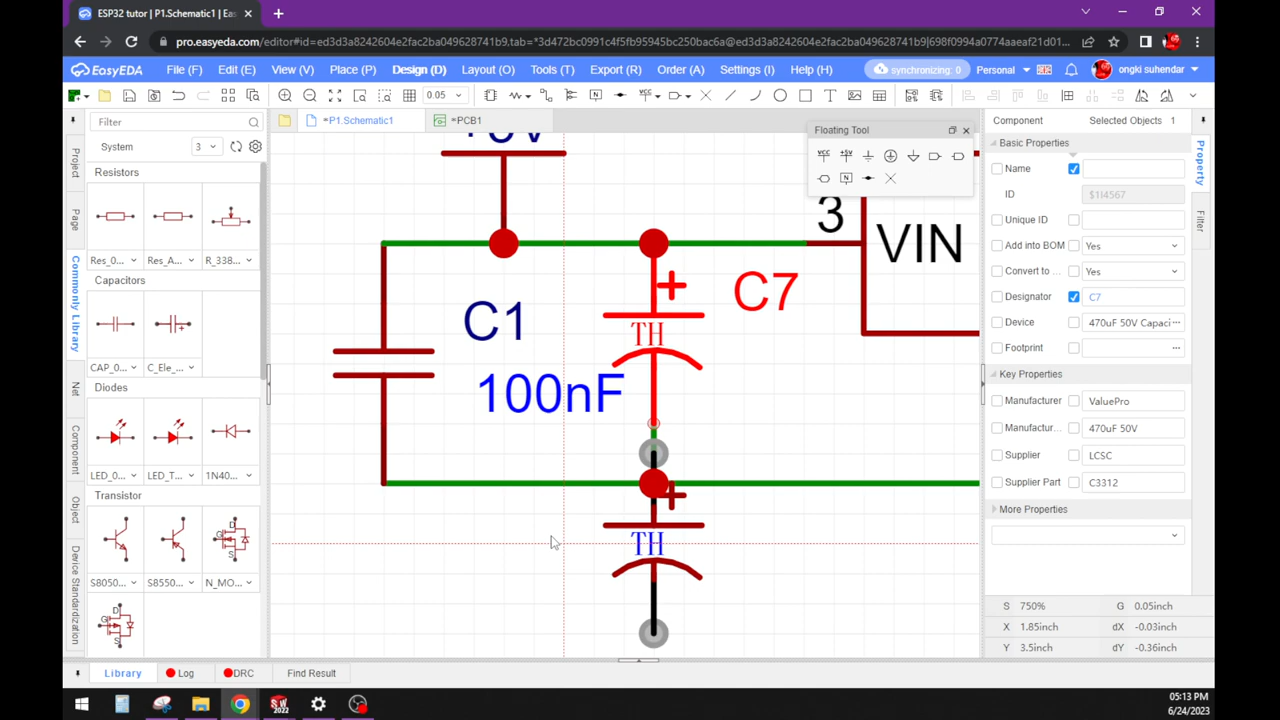 ESP32 tutor | P1.Schematic1 | Eas
pro.easyeda.com/editor#id=ed3d3a8242604e2fac2ba049628741b9,tab=*3d472bc0991c4f5fb95945bc250bac6a@ed3d3a8242604e2fac2ba049628741b9|698f0994a0774aaeaf21d01...
EasyEDA File (F) Edit (E) View (V) Place (P) Design (D) Layout (O) Tools (T) Export (R) Order (A) Settings (I) Help (H) synchronizing: 0 Personal ongki suhendar
0.05
Filter
*P1.Schematic1
*PCB1
System
3
Resistors
Res_0...
Res_A...
R_338...
Capacitors
CAP_0...
C_Ele_...
Diodes
LED_0...
LED_T...
1N40...
Transistor
S8050...
S8550...
N_MO...
Project
Page
Commonly Library
Net
Component
Object
Device Standardization
Floating Tool
VCC
+5V
N
3
VIN
+
C7
TH
C1
100nF
+
TH
Component
Selected Objects 1
Basic Properties
Name
ID $1I4567
Unique ID
Add into BOM Yes
Convert to ... Yes
Designator C7
Device 470uF 50V Capaci...
Footprint ...
Key Properties
Manufacturer ValuePro
Manufactur... 470uF 50V
Supplier LCSC
Supplier Part C3312
More Properties
S 750% G 0.05inch
X 1.85inch dX -0.03inch
Y 3.5inch dY -0.36inch
Property
Filter
Library
Log
DRC
Find Result
05:13 PM
6/24/2023